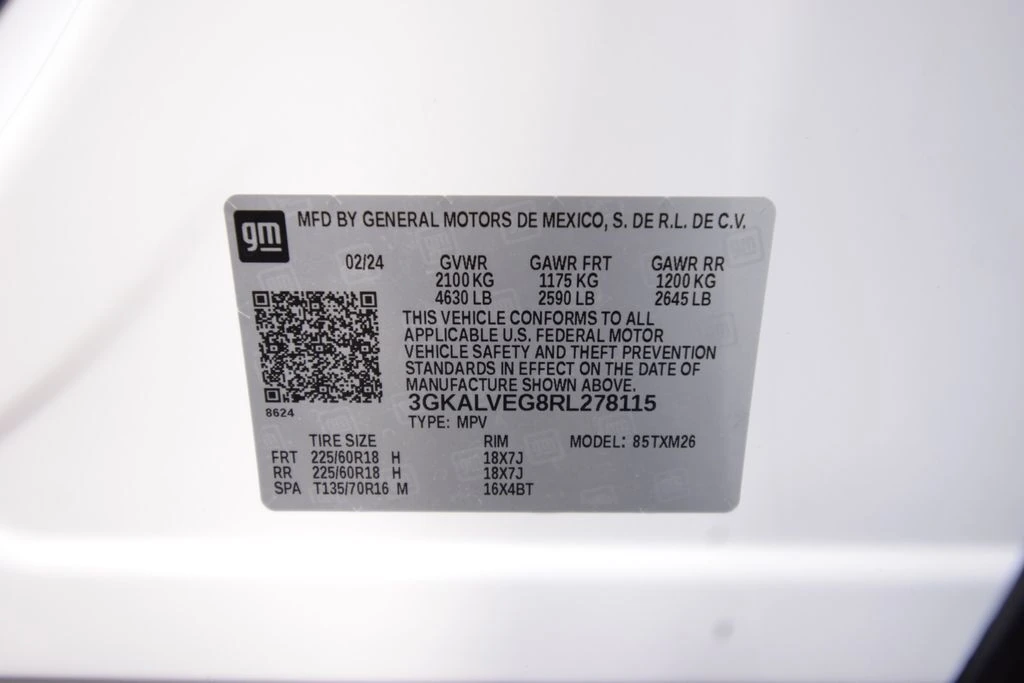 gm MFD BY GENERAL MOTORS DE MEXICO, S. DE R.L. DE C.V.
02/24 GVWR GAWR FRT GAWR RR
2100 KG 1175 KG 1200 KG
4630 LB 2590 LB 2645 LB
THIS VEHICLE CONFORMS TO ALL
APPLICABLE U.S. FEDERAL MOTOR
VEHICLE SAFETY AND THEFT PREVENTION
STANDARDS IN EFFECT ON THE DATE OF
MANUFACTURE SHOWN ABOVE.
3GKALVEG8RL278115
8624
TYPE: MPV
TIRE SIZE RIM MODEL: 85TXM26
FRT 225/60R18 H 18X7J
RR 225/60R18 H 18X7J
SPA T135/70R16 M 16X4BT